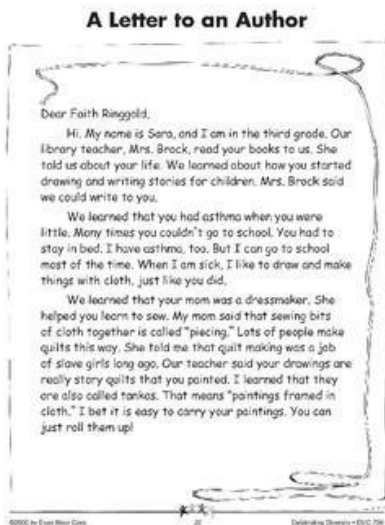 A Letter to an Author
Dear Faith Ringgold,
Hi. My name is Sara, and I am in the third grade. Our
library teacher, Mrs. Brock, read your books to us. She
told us about your life. We learned about how you started
drawing and writing stories for children. Mrs. Brock said
we could write to you.
We learned that you had asthma when you were
little. Many times you couldn't go to school. You had to
stay in bed. I have asthma, too. But I can go to school
most of the time. When I am sick, I like to draw and make
things with cloth, just like you did.
We learned that your mom was a dressmaker. She
helped you learn to sew. My mom said that sewing bits
of cloth together is called "piecing." Lots of people make
quilts this way. She told me that quilt making was a job
of slave girls long ago. Our teacher said your drawings are
really story quilts that you painted. I learned that they
are also called tankas. That means "paintings framed in
cloth." I bet it is easy to carry your paintings. You can
just roll them up!
©2000 by Evan-Moor Corp. Celebrating Diversity • EMC